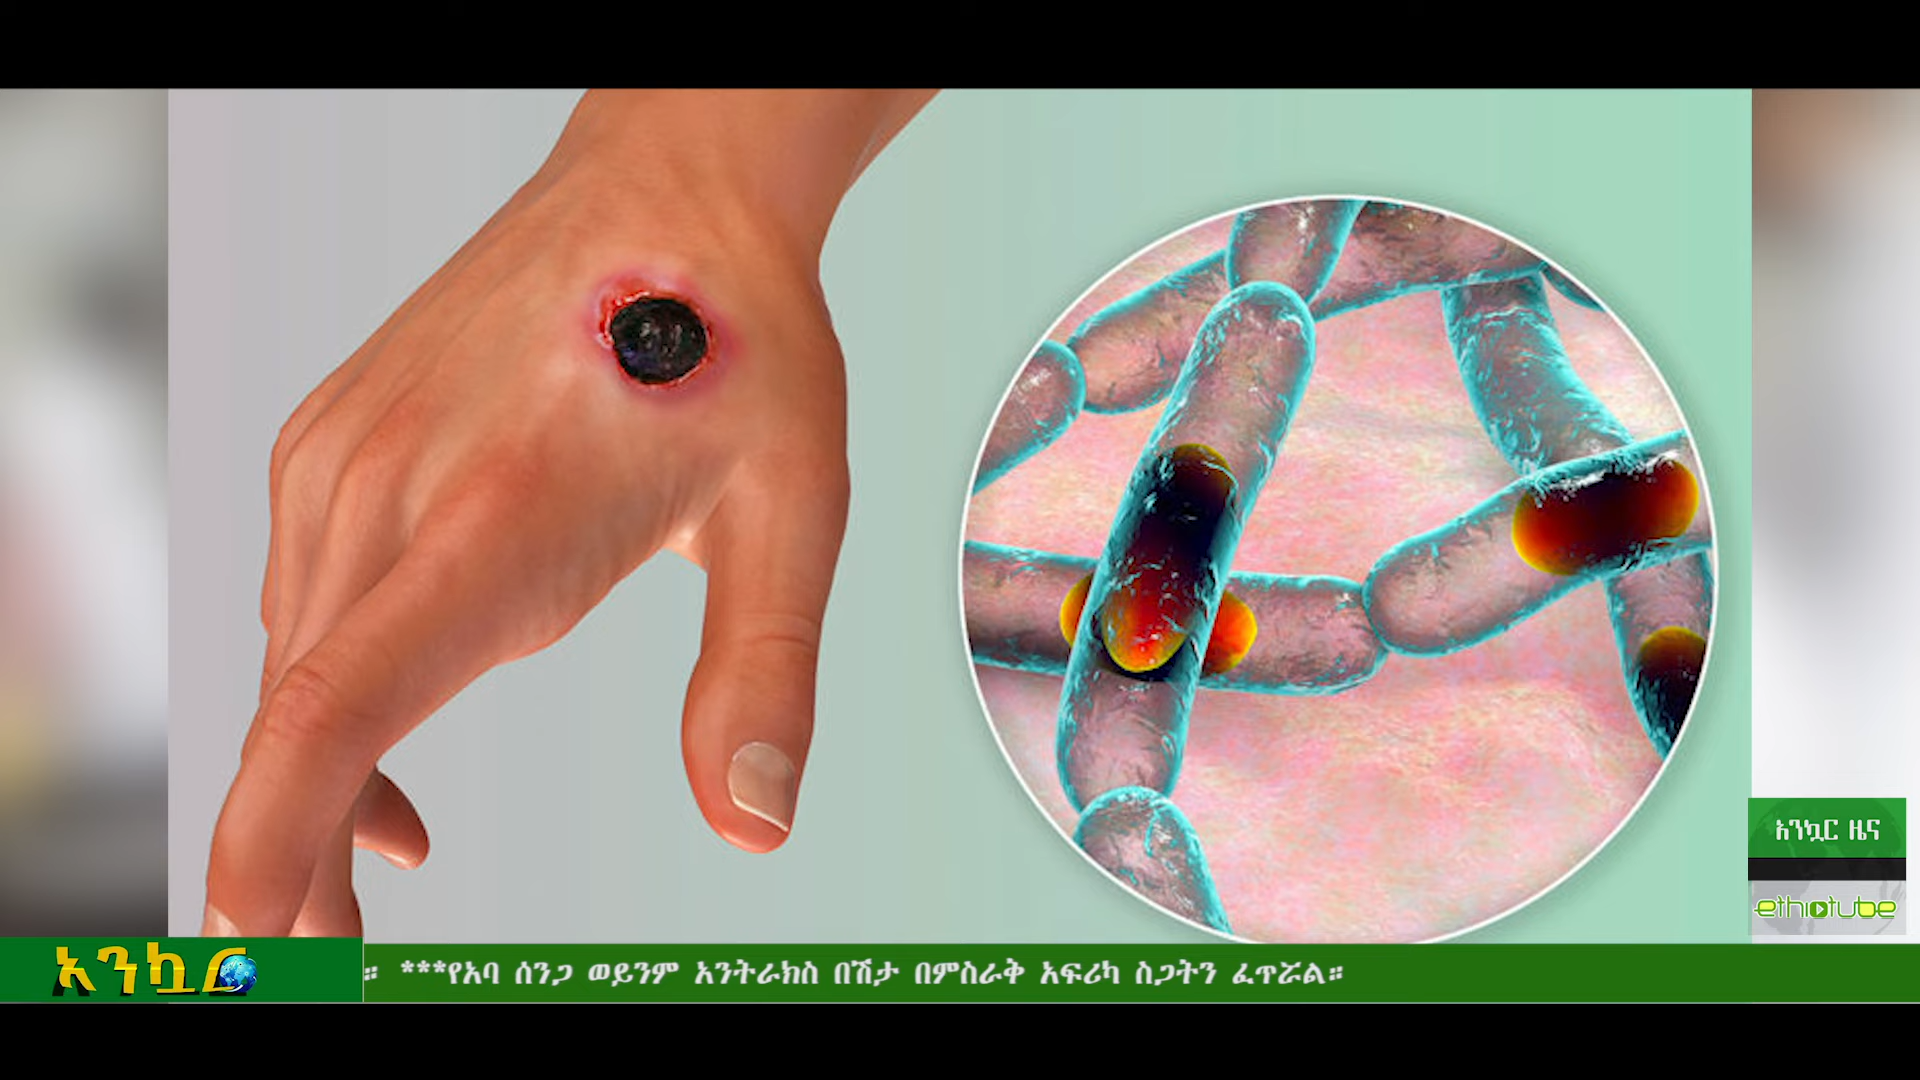 አንኳር ዜና
ethiotube
አንኳር
። ***የአባ ሰንጋ ወይንም አንትራክስ በሽታ በምስራቅ አፍሪካ ስጋትን ፈጥሯል።